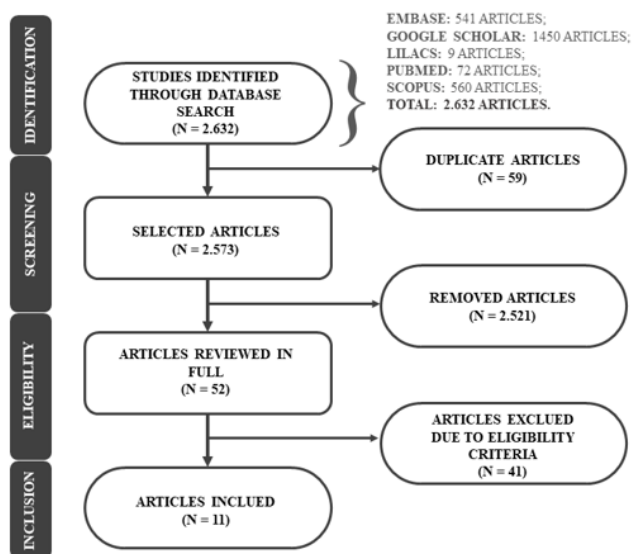 IDENTIFICATION
STUDIES IDENTIFIED
THROUGH DATABASE
SEARCH
(N = 2.632)
EMBASE: 541 ARTICLES;
GOOGLE SCHOLAR: 1450 ARTICLES;
LILACS: 9 ARTICLES;
PUBMED: 72 ARTICLES;
SCOPUS: 560 ARTICLES;
TOTAL: 2.632 ARTICLES.
DUPLICATE ARTICLES
(N = 59)
SCREENING
SELECTED ARTICLES
(N = 2.573)
REMOVED ARTICLES
(N = 2.521)
ELIGIBILITY
ARTICLES REVIEWED IN
FULL
(N = 52)
ARTICLES EXCLUED
DUE TO ELIGIBILITY
CRITERIA
(N = 41)
INCLUSION
ARTICLES INCLUED
(N = 11)